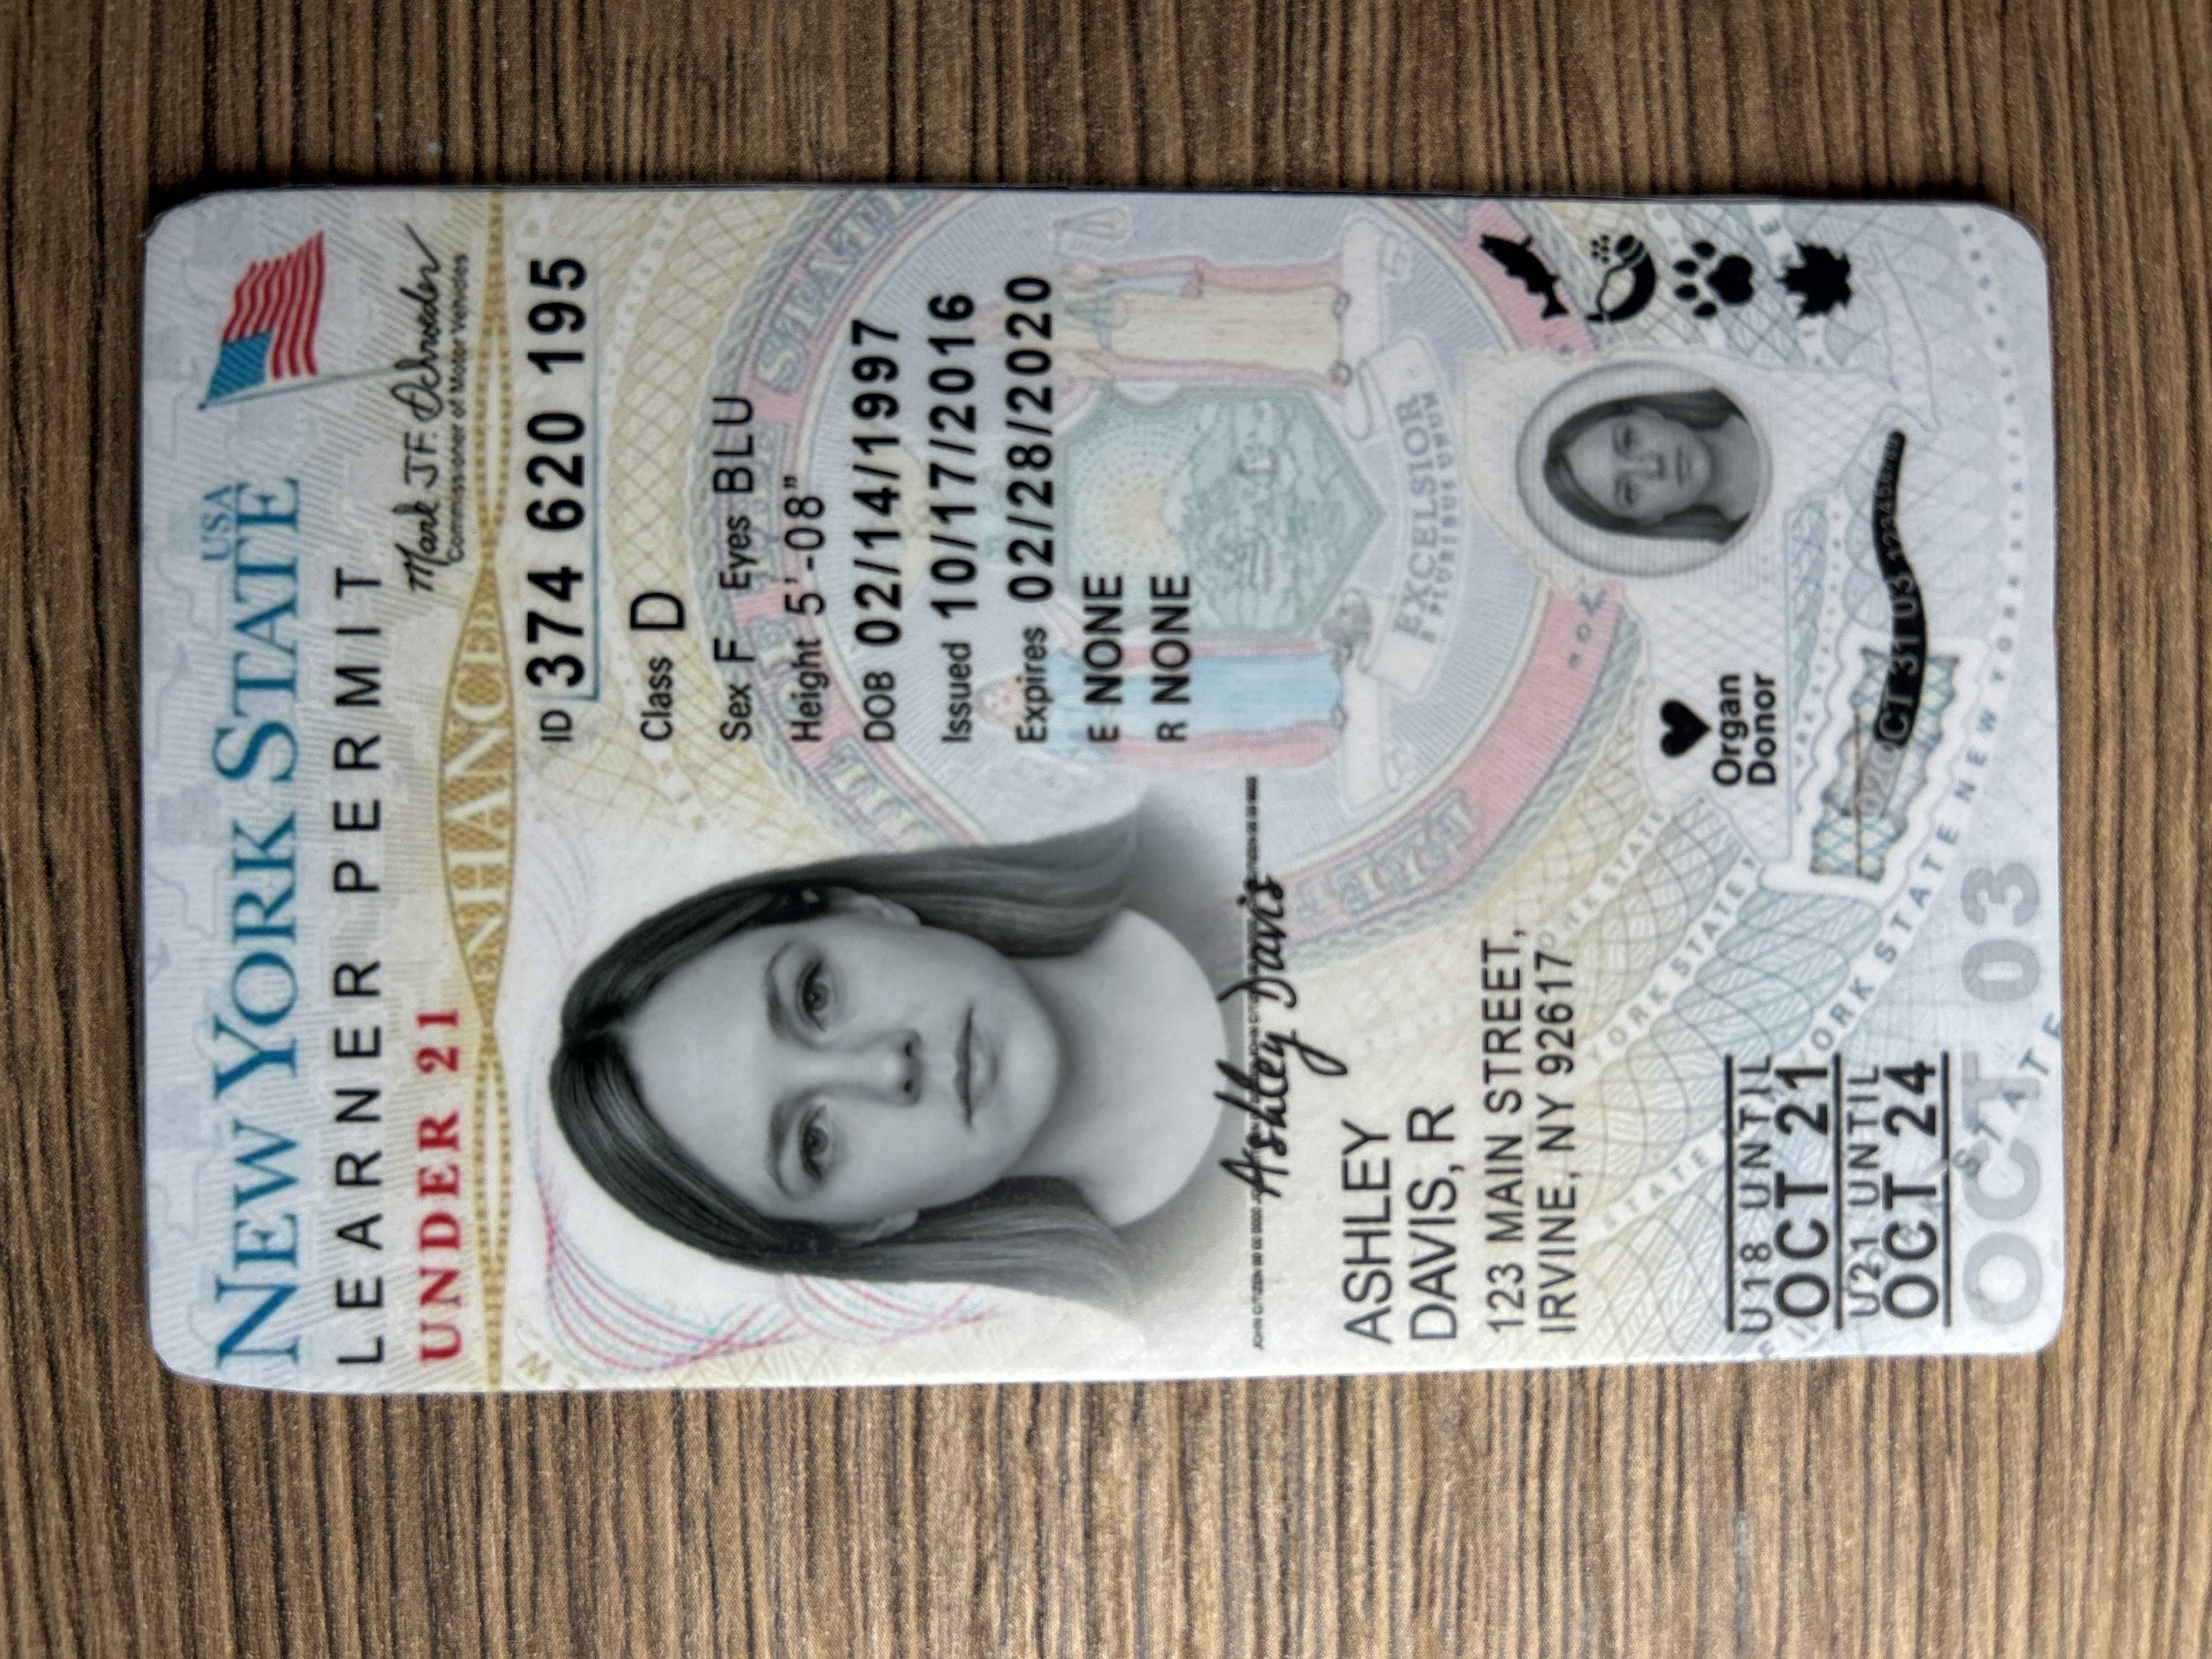 NEW YORK STATE USA
LEARNER PERMIT
UNDER 21
Mark J.F. Schroeder
Commissioner of Motor Vehicles
ENHANCED
ID 374 620 195
Class D
Sex F Eyes BLU
Height 5'-08”
DOB 02/14/1997
Issued 10/17/2016
Expires 02/28/2020
E NONE
R NONE
Ashley Davis
ASHLEY
DAVIS, R
123 MAIN STREET,
IRVINE, NY 92617
EXCELSIOR
E PLURIBUS UNUM
Organ
Donor
U18 UNTIL
OCT 21
U21 UNTIL
OCT 24
OCT 31 03 123456789
OCT 03
STATE NEW YORK STATE